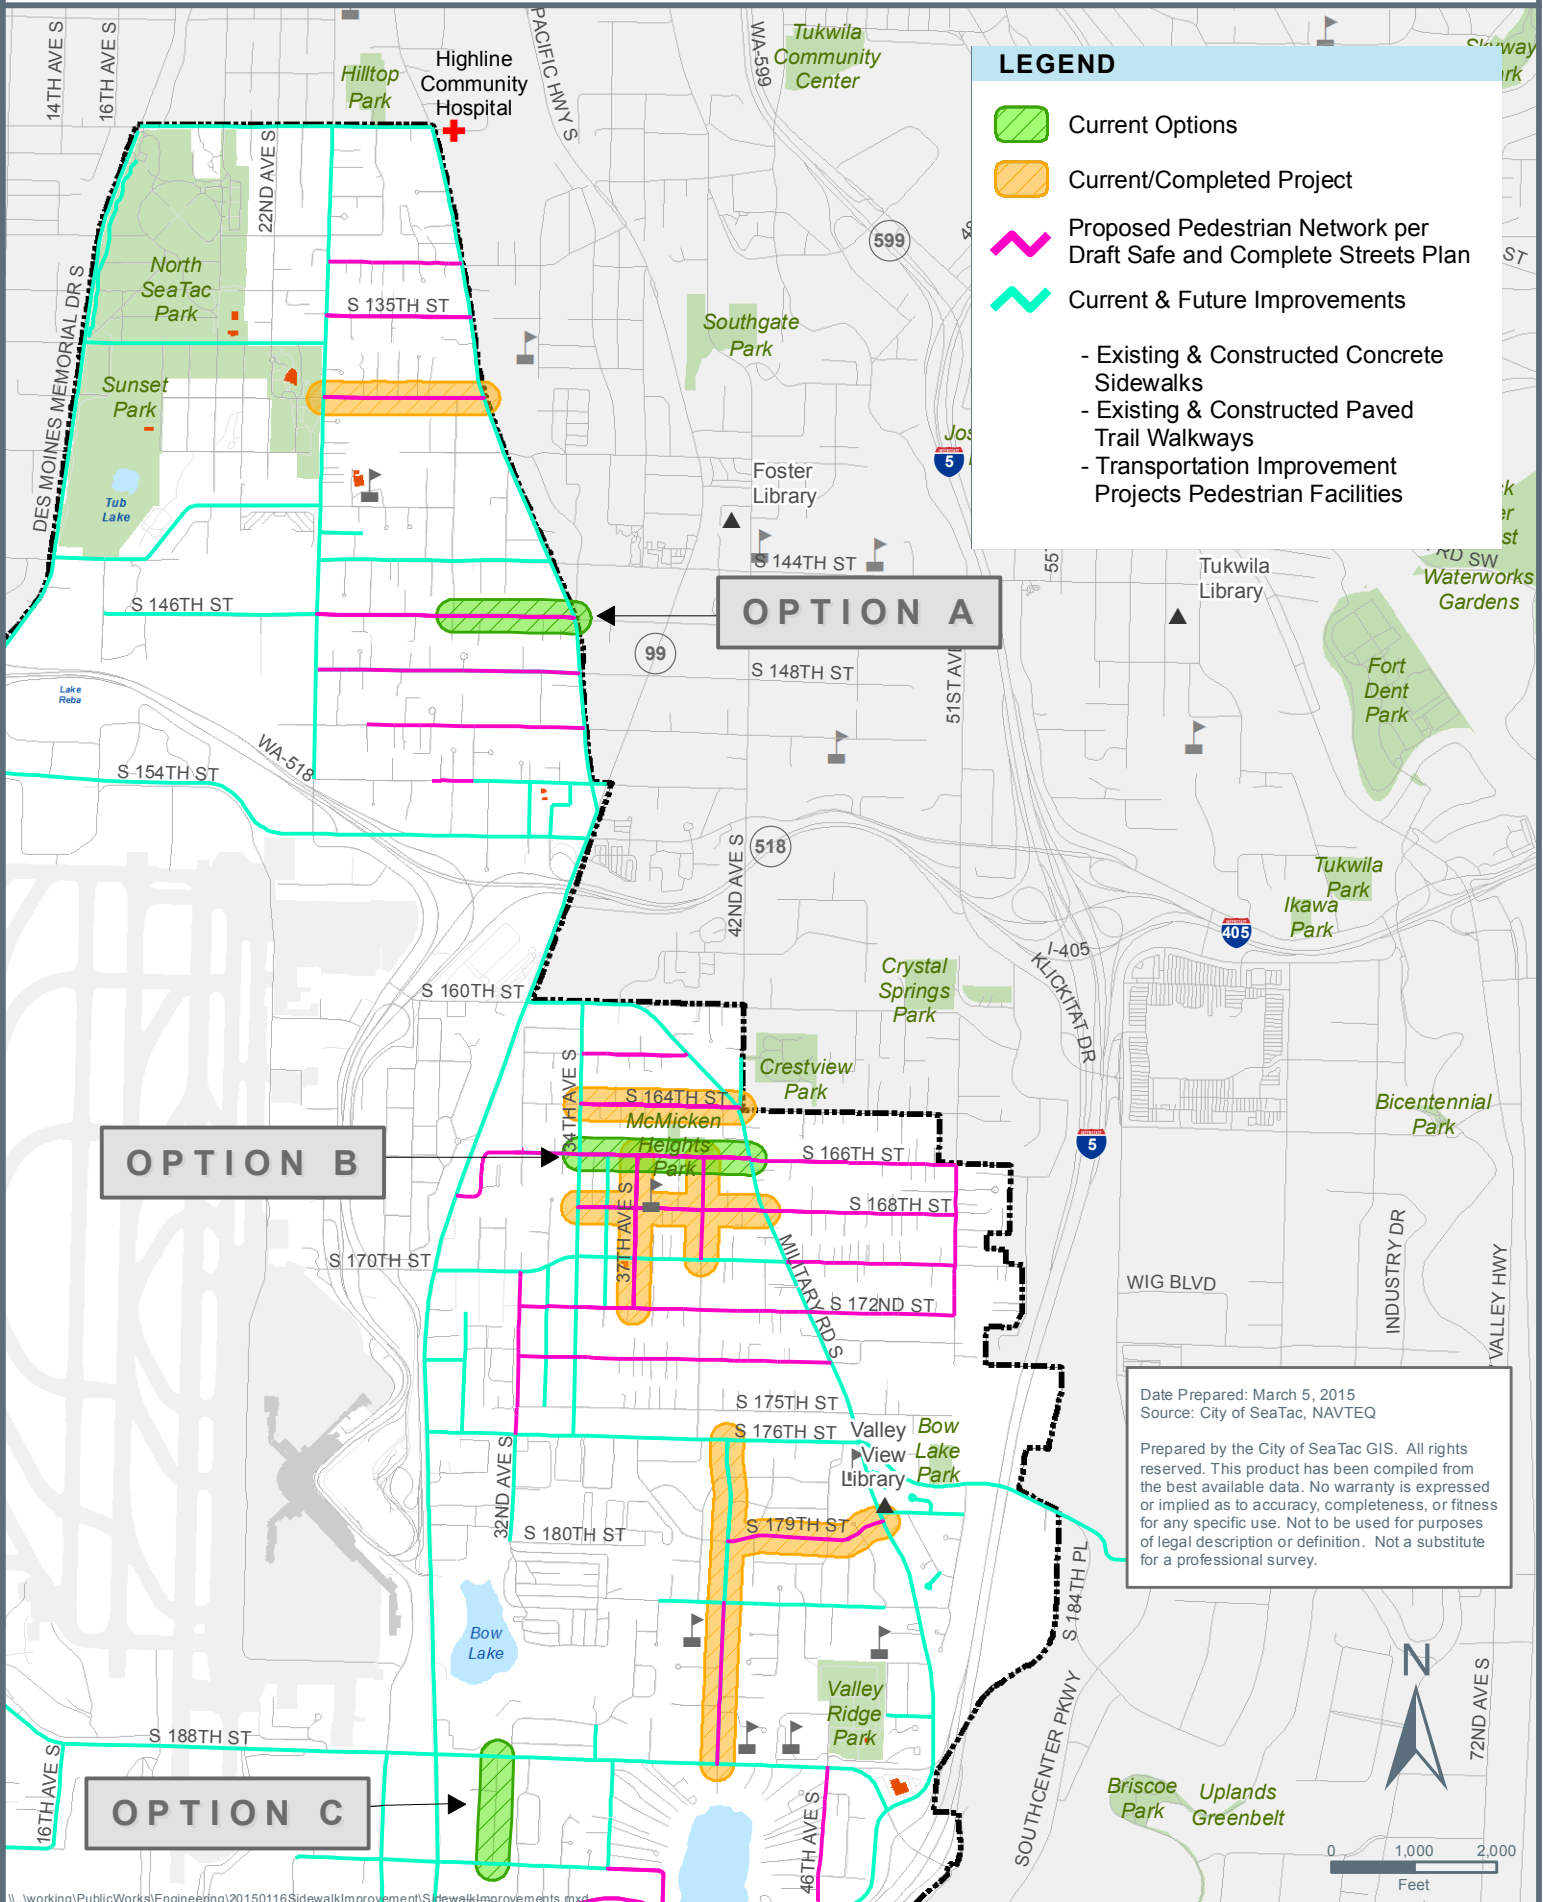 14TH AVE S
16TH AVE S
Hilltop
Park
Highline
Community
Hospital
PACIFIC HWY S
WA-599
Tukwila
Community
Center
LEGEND
Current Options
Current/Completed Project
Proposed Pedestrian Network per
Draft Safe and Complete Streets Plan
Current & Future Improvements
- Existing & Constructed Concrete
Sidewalks
- Existing & Constructed Paved
Trail Walkways
- Transportation Improvement
Projects Pedestrian Facilities
22ND AVE S
599
ST
North
SeaTac
Park
S 135TH ST
Southgate
Park
DES MOINES MEMORIAL DR S
Sunset
Park
Tub
Lake
5
Foster
Library
S 144TH ST
Tukwila
Library
RD SW
Waterworks
Gardens
S 146TH ST
OPTION A
99
S 148TH ST
51ST AVE
Fort
Dent
Park
Lake
Reba
WA-518
S 154TH ST
518
42ND AVE S
Tukwila
Park
Ikawa
Park
405
I-405
KLICKITAT DR
Crystal
Springs
Park
S 160TH ST
34TH AVE S
Crestview
Park
S 164TH ST
McMicken
Heights
Park
Bicentennial
Park
5
OPTION B
S 166TH ST
S 168TH ST
37TH AVE S
S 170TH ST
MILITARY RD S
S 172ND ST
WIG BLVD
INDUSTRY DR
VALLEY HWY
S 175TH ST
S 176TH ST
Valley
View
Library
Bow
Lake
Park
32ND AVE S
S 180TH ST
S 179TH ST
Date Prepared: March 5, 2015
Source: City of SeaTac, NAVTEQ
Prepared by the City of SeaTac GIS. All rights
reserved. This product has been compiled from
the best available data. No warranty is expressed
or implied as to accuracy, completeness, or fitness
for any specific use. Not to be used for purposes
of legal description or definition. Not a substitute
for a professional survey.
S 184TH PL
Bow
Lake
Valley
Ridge
Park
SOUTHCENTER PKWY
N
72ND AVE S
S 188TH ST
16TH AVE S
OPTION C
46TH AVE S
Briscoe
Park
Uplands
Greenbelt
0 1,000 2,000
Feet
\\...\working\PublicWorks\Engineering\20150116SidewalkImprovement\SidewalkImprovements.mxd